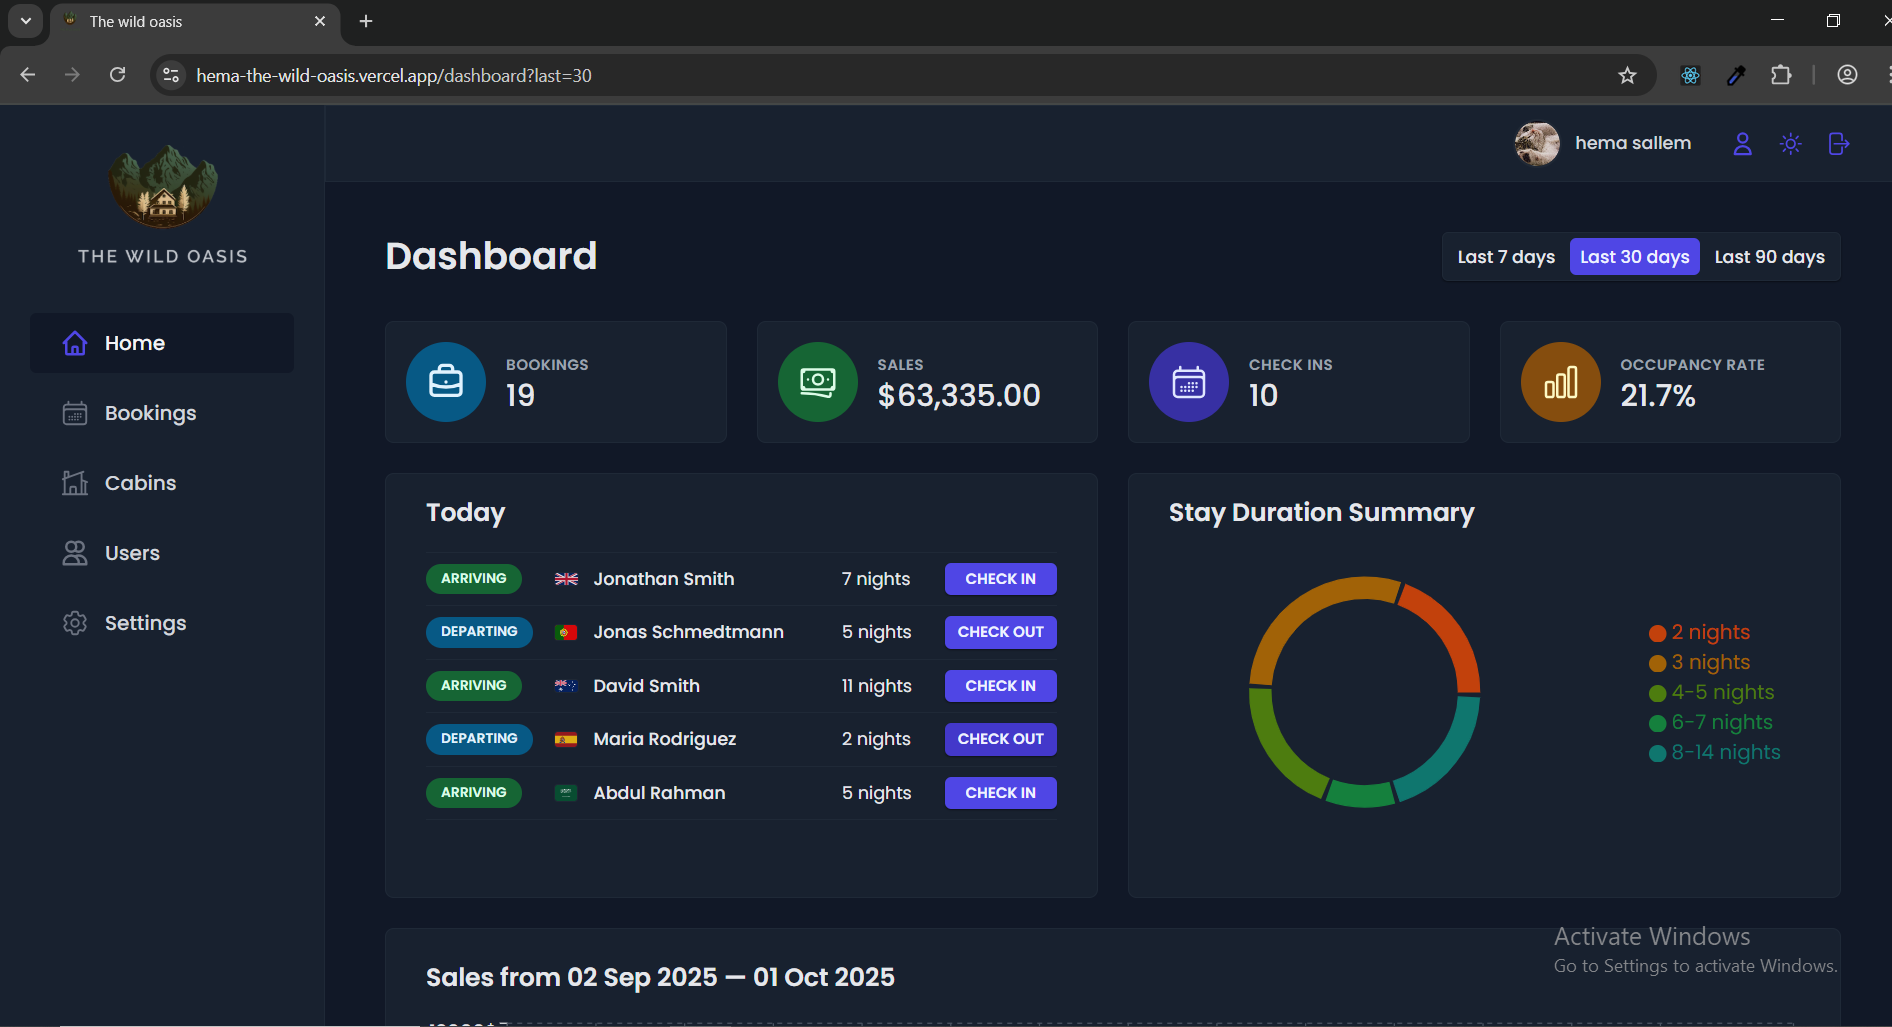 The wild oasis
hema-the-wild-oasis.vercel.app/dashboard?last=30
hema sallem
THE WILD OASIS
Home
Bookings
Cabins
Users
Settings
Dashboard
Last 7 days Last 30 days Last 90 days
BOOKINGS
19
SALES
$63,335.00
CHECK INS
10
OCCUPANCY RATE
21.7%
Today
ARRIVING Jonathan Smith 7 nights CHECK IN
DEPARTING Jonas Schmedtmann 5 nights CHECK OUT
ARRIVING David Smith 11 nights CHECK IN
DEPARTING Maria Rodriguez 2 nights CHECK OUT
ARRIVING Abdul Rahman 5 nights CHECK IN
Stay Duration Summary
2 nights
3 nights
4-5 nights
6-7 nights
8-14 nights
Sales from 02 Sep 2025 — 01 Oct 2025
Activate Windows
Go to Settings to activate Windows.